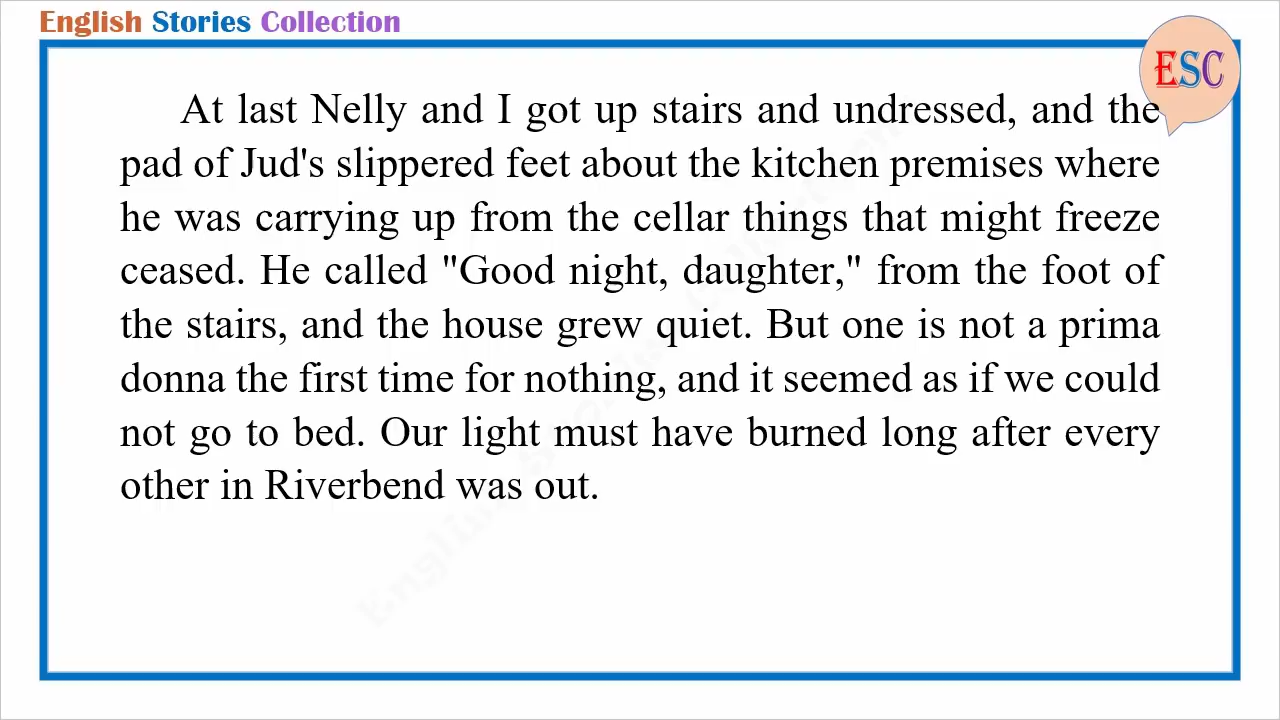 English Stories Collection
ESC
At last Nelly and I got up stairs and undressed, and the
pad of Jud's slippered feet about the kitchen premises where
he was carrying up from the cellar things that might freeze
ceased. He called "Good night, daughter," from the foot of
the stairs, and the house grew quiet. But one is not a prima
donna the first time for nothing, and it seemed as if we could
not go to bed. Our light must have burned long after every
other in Riverbend was out.